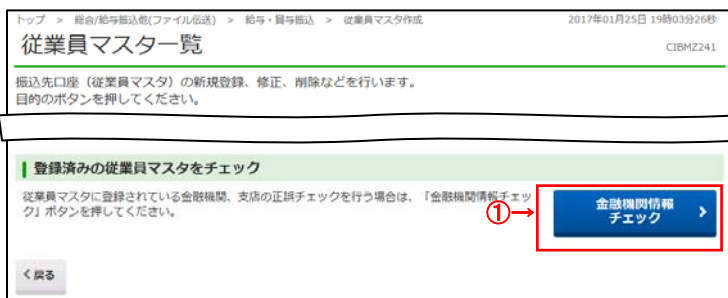 トップ > 総合/給与振込他(ファイル伝送) > 給与・賞与振込 > 従業員マスタ作成
2017年01月25日 19時03分26秒
従業員マスター覧
CIBMZ241
振込先口座（従業員マスタ）の新規登録、修正、削除などを行います。
目的のボタンを押してください。
登録済みの従業員マスタをチェック
従業員マスタに登録されている金融機関、支店の正誤チェックを行う場合は、「金融機関情報チェッ
ク」ボタンを押してください。
①→
金融機関情報
チェック
戻る